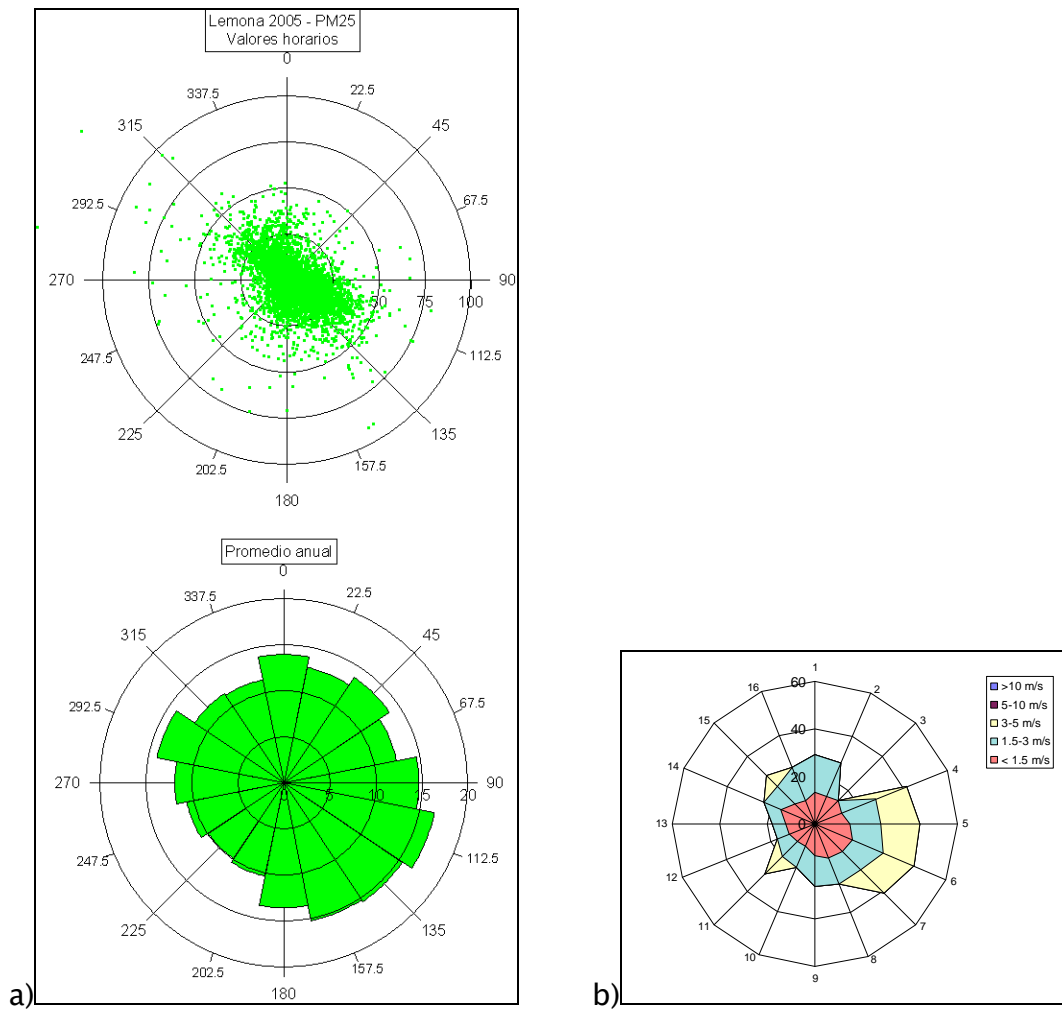 Lemona 2005 - PM25
Valores horarios
0
337.5 22.5
315 45
292.5 67.5
270 50 75 100 90
247.5 112.5
225 135
202.5 157.5
180
Promedio anual
0
337.5 22.5
315 45
292.5 67.5
270 0 5 10 15 20 90
247.5 112.5
225 135
202.5 157.5
180
a)
1
60
16 2
15 3
40
14 4
20
13 0 5
12 6
11 7
10 8
9
>10 m/s
5-10 m/s
3-5 m/s
1.5-3 m/s
< 1.5 m/s
b)